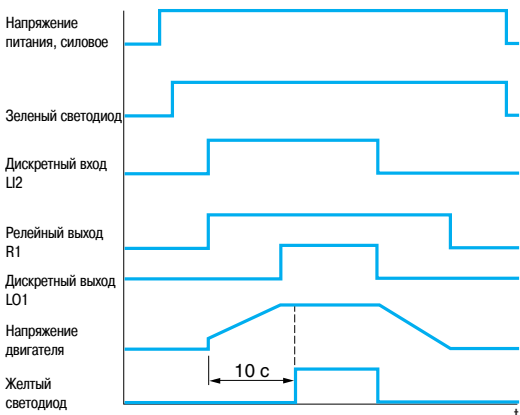 Напряжение
питания, силовое
Зеленый светодиод
Дискретный вход
LI2
Релейный выход
R1
Дискретный выход
LO1
Напряжение
двигателя
10 с
Желтый
светодиод
t